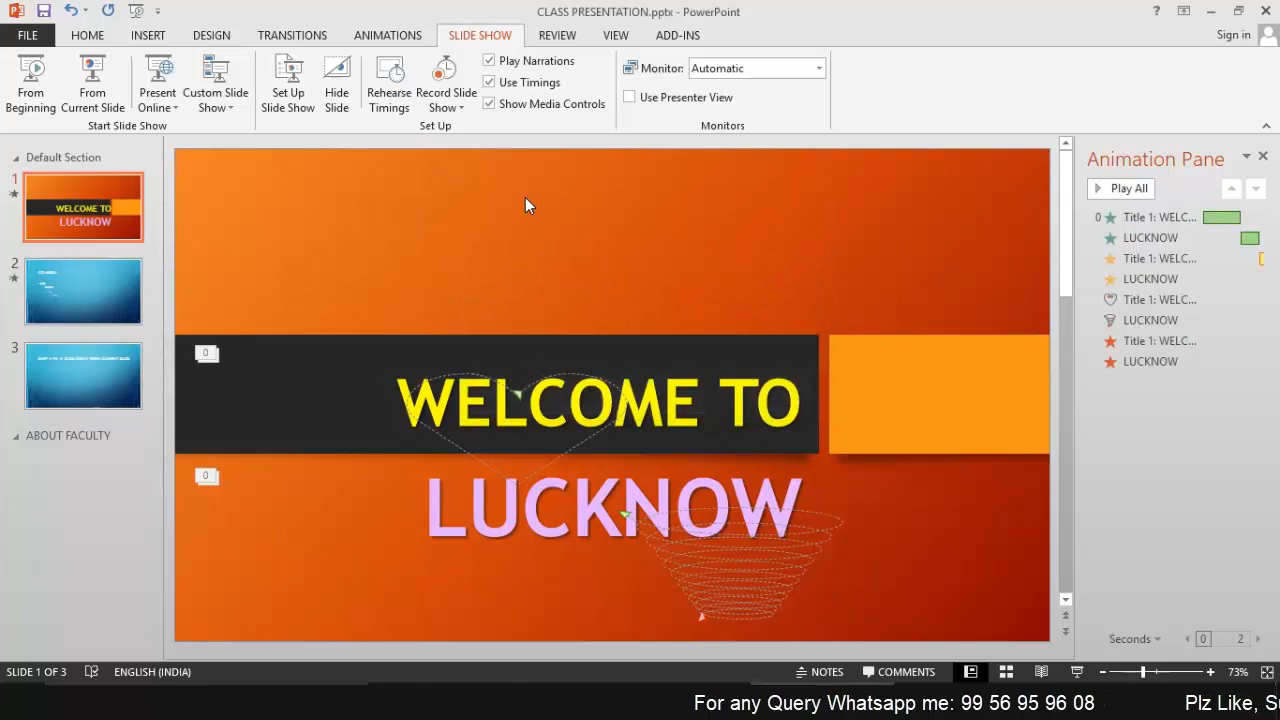 CLASS PRESENTATION.pptx - PowerPoint
FILE HOME INSERT DESIGN TRANSITIONS ANIMATIONS SLIDE SHOW REVIEW VIEW ADD-INS Sign in
From Beginning
From Current Slide
Present Online
Custom Slide Show
Start Slide Show
Set Up Slide Show
Hide Slide
Rehearse Timings
Record Slide Show
Play Narrations
Use Timings
Show Media Controls
Set Up
Monitor: Automatic
Use Presenter View
Monitors
Default Section
1
WELCOME TO
LUCKNOW
2
3
ABOUT FACULTY
0
WELCOME TO
0
LUCKNOW
Animation Pane
Play All
0 Title 1: WELC...
LUCKNOW
Title 1: WELC...
LUCKNOW
Title 1: WELC...
LUCKNOW
Title 1: WELC...
LUCKNOW
Seconds 0 2
SLIDE 1 OF 3 ENGLISH (INDIA) NOTES COMMENTS 73%
For any Query Whatsapp me: 99 56 95 96 08 Plz Like, S